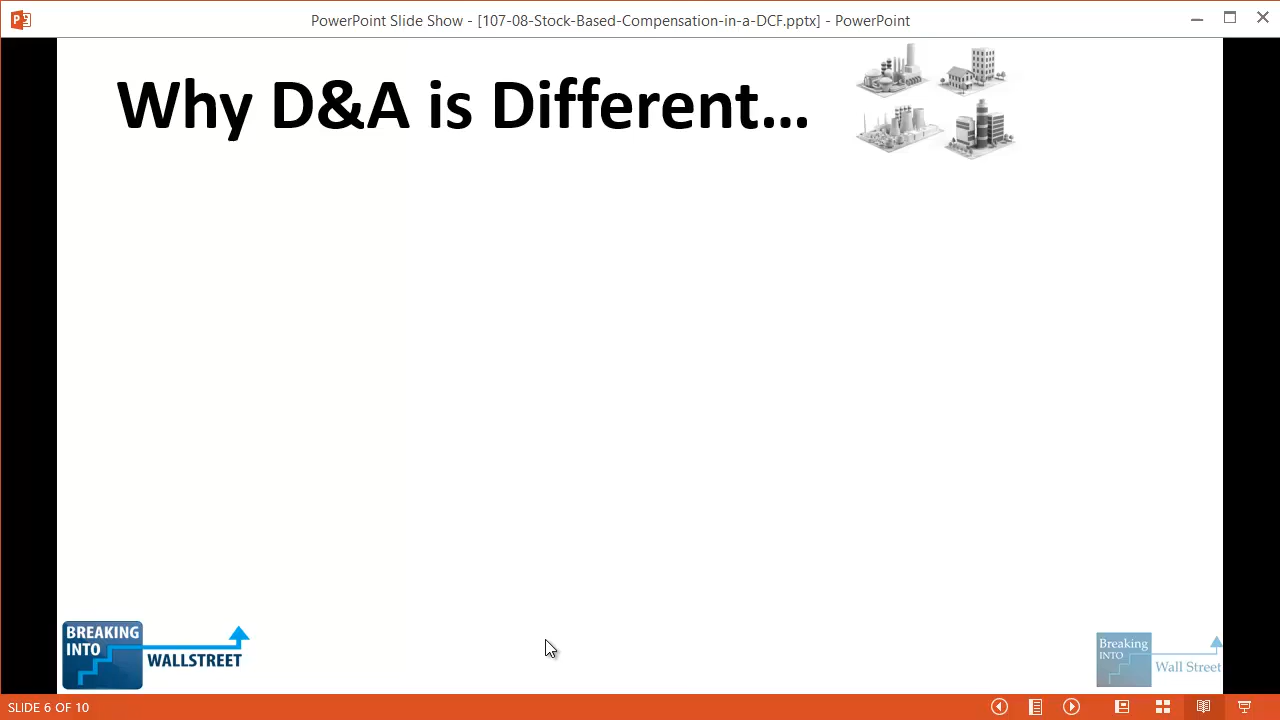 PowerPoint Slide Show - [107-08-Stock-Based-Compensation-in-a-DCF.pptx] - PowerPoint
Why D&A is Different...
BREAKING
INTO
WALLSTREET
Breaking
INTO
Wall Street
SLIDE 6 OF 10